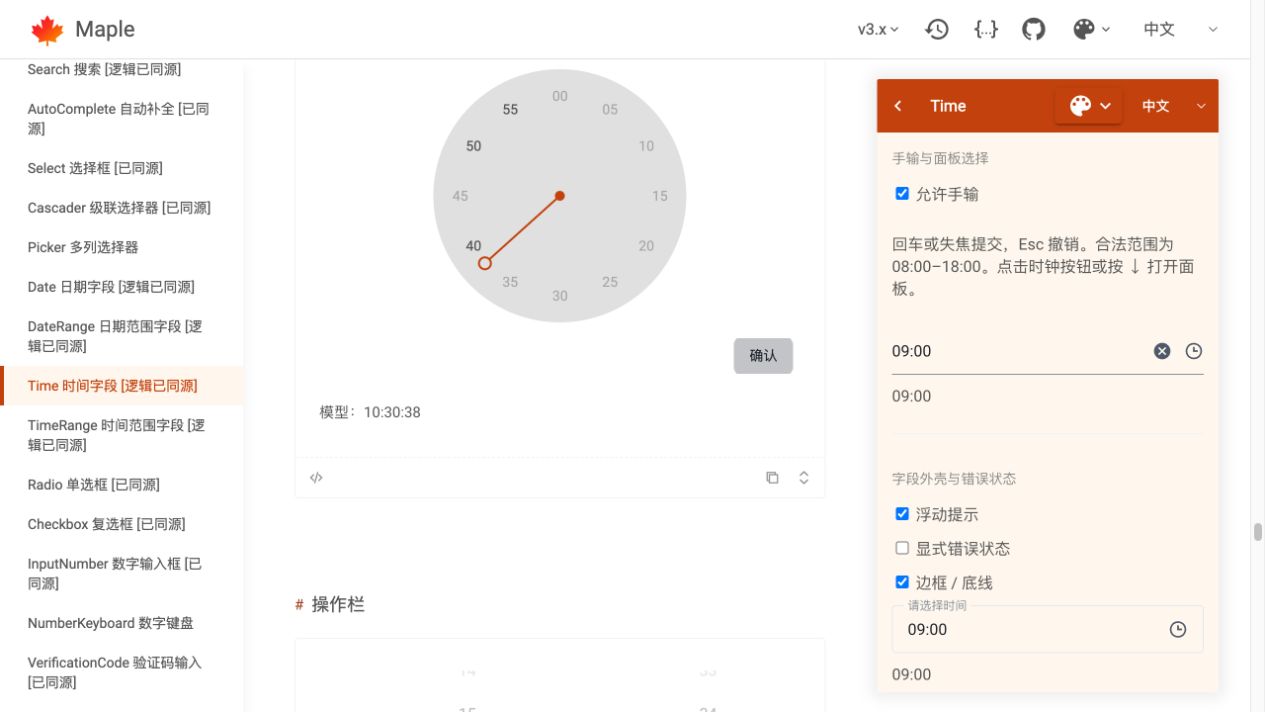 Maple
v3.x
{...}
中文
Search 搜索 [逻辑已同源]
AutoComplete 自动补全 [已同
源]
Select 选择框 [已同源]
Cascader 级联选择器 [已同源]
Picker 多列选择器
Date 日期字段 [逻辑已同源]
DateRange 日期范围字段 [逻
辑已同源]
Time 时间字段 [逻辑已同源]
TimeRange 时间范围字段 [逻
辑已同源]
Radio 单选框 [已同源]
Checkbox 复选框 [已同源]
InputNumber 数字输入框 [已
同源]
NumberKeyboard 数字键盘
VerificationCode 验证码输入
[已同源]
00
55
05
50
10
45
15
40
20
35
25
30
确认
模型：10:30:38
</>
# 操作栏
14
15
24
Time
中文
手输与面板选择
允许手输
回车或失焦提交，Esc 撤销。合法范围为
08:00–18:00。点击时钟按钮或按 ↓ 打开面
板。
09:00
09:00
字段外壳与错误状态
浮动提示
显式错误状态
边框 / 底线
请选择时间
09:00
09:00